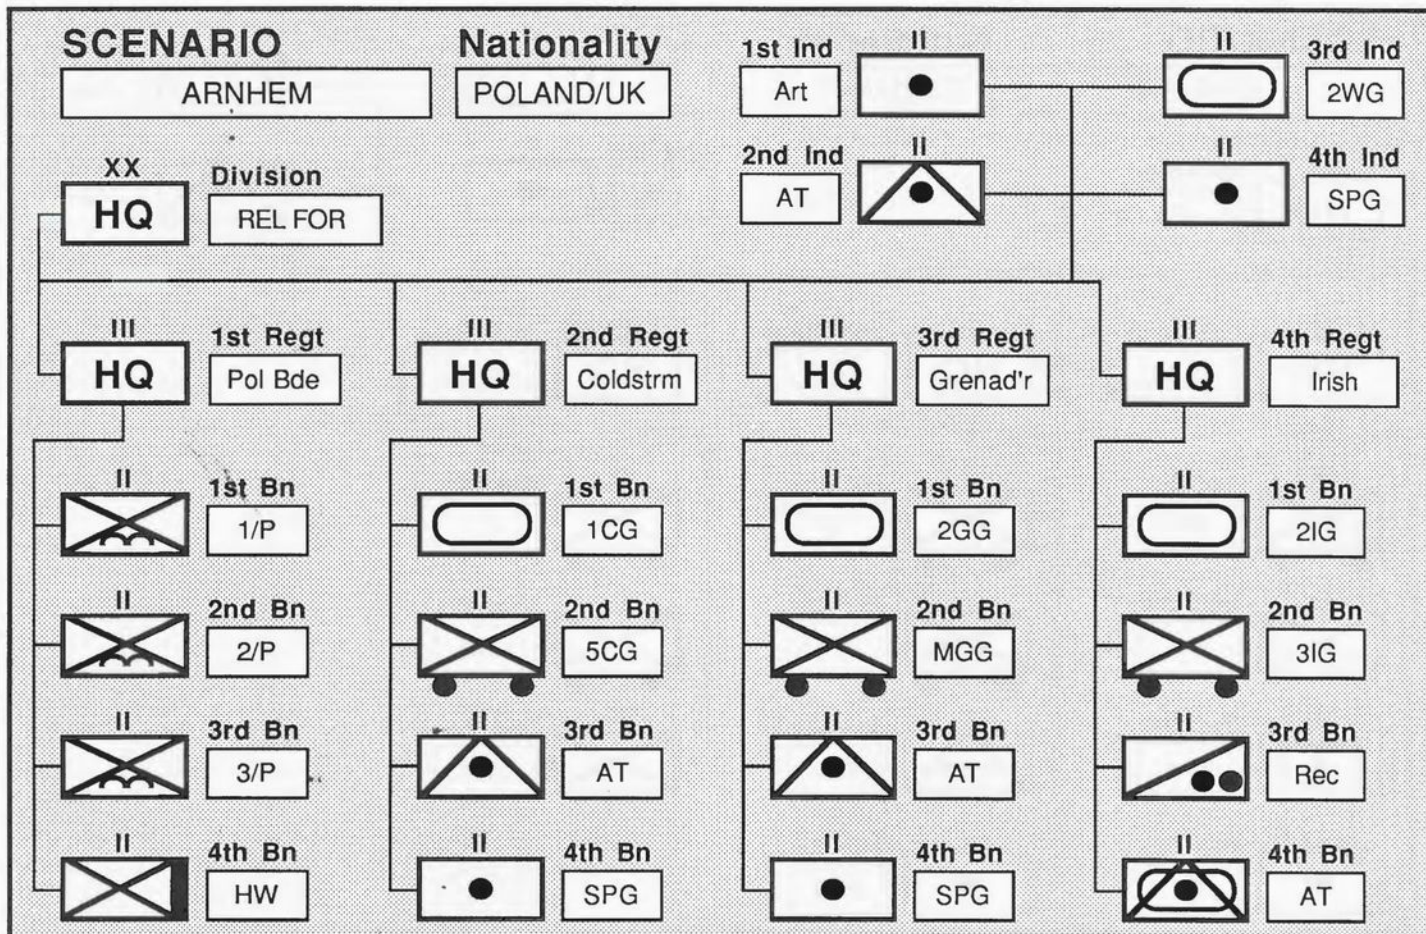 SCENARIO
ARNHEM
Nationality
POLAND/UK
1st Ind
Art
II
II
3rd Ind
2WG
2nd Ind
AT
II
II
4th Ind
SPG
XX
HQ
Division
REL FOR
III
HQ
1st Regt
Pol Bde
III
HQ
2nd Regt
Coldstrm
III
HQ
3rd Regt
Grenad'r
III
HQ
4th Regt
Irish
II
1st Bn
1/P
II
1st Bn
1CG
II
1st Bn
2GG
II
1st Bn
2IG
II
2nd Bn
2/P
II
2nd Bn
5CG
II
2nd Bn
MGG
II
2nd Bn
3IG
II
3rd Bn
3/P
II
3rd Bn
AT
II
3rd Bn
AT
II
3rd Bn
Rec
II
4th Bn
HW
II
4th Bn
SPG
II
4th Bn
SPG
II
4th Bn
AT